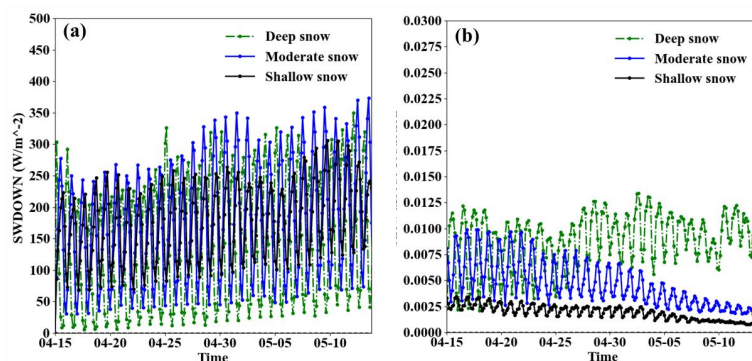 (a)
Deep snow
Moderate snow
Shallow snow
SWDOWN (W/m^-2)
500
450
400
350
300
250
200
150
100
50
0
04-15 04-20 04-25 04-30 05-05 05-10
Time
(b)
Deep snow
Moderate snow
Shallow snow
0.0300
0.0275
0.0250
0.0225
0.0200
0.0175
0.0150
0.0125
0.0100
0.0075
0.0050
0.0025
0.0000
04-15 04-20 04-25 04-30 05-05 05-10
Time